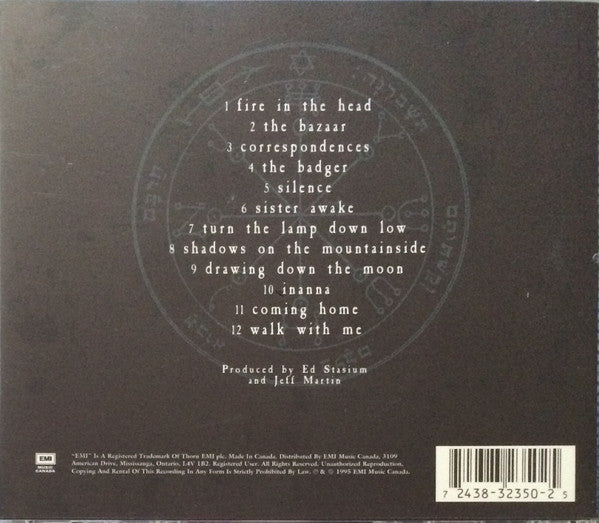 1 fire in the head
2 the bazaar
3 correspondences
4 the badger
5 silence
6 sister awake
7 turn the lamp down low
8 shadows on the mountainside
9 drawing down the moon
10 inanna
11 coming home
12 walk with me
Produced by Ed Stasium
and Jeff Martin
EMI
MUSIC
CANADA
"EMI" Is A Registered Trademark Of Thorn EMI plc. Made In Canada. Distributed By EMI Music Canada, 3109
American Drive, Mississauga, Ontario, L4V 1B2. Registered User. All Rights Reserved. Unauthorized Reproduction,
Copying And Rental Of This Recording In Any Form Is Strictly Prohibited By Law. ℗ & © 1995 EMI Music Canada.
7 24383-2350-2 5